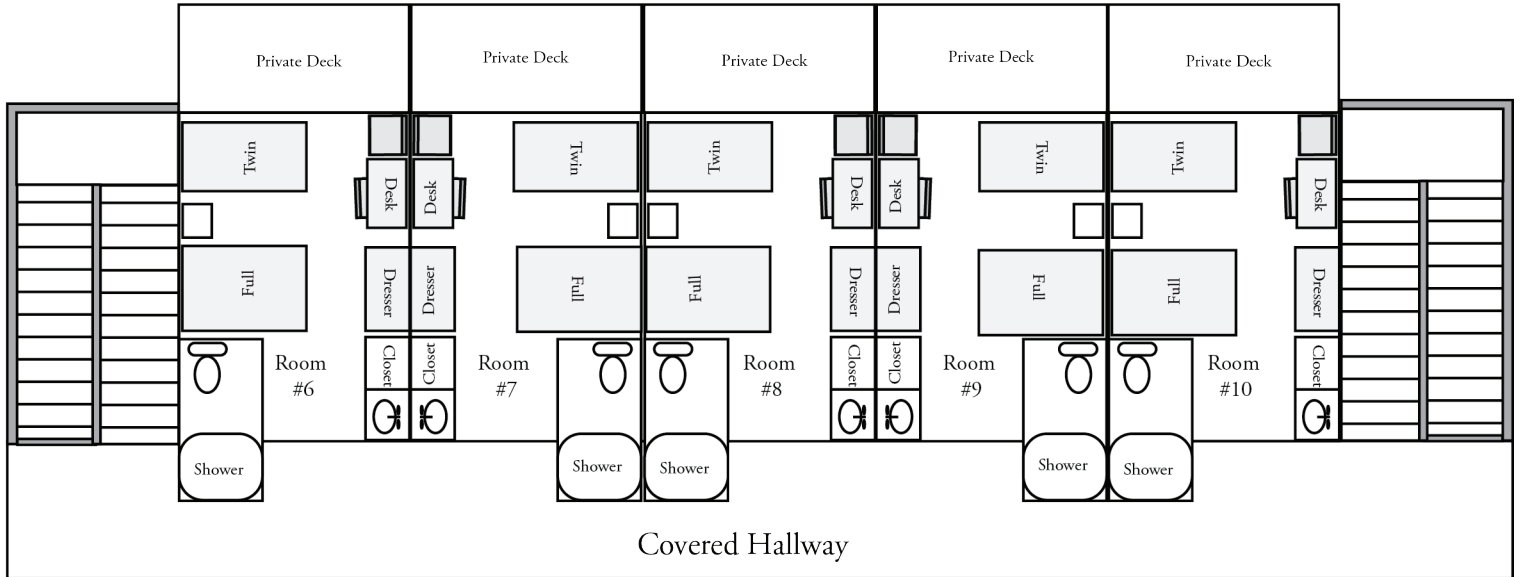 Private Deck
Private Deck
Private Deck
Private Deck
Private Deck
Twin
Twin
Twin
Twin
Twin
Desk
Desk
Desk
Desk
Desk
Full
Full
Full
Full
Full
Dresser
Dresser
Dresser
Dresser
Dresser
Closet
Closet
Closet
Closet
Closet
Room
#6
Room
#7
Room
#8
Room
#9
Room
#10
Shower
Shower
Shower
Shower
Shower
Covered Hallway